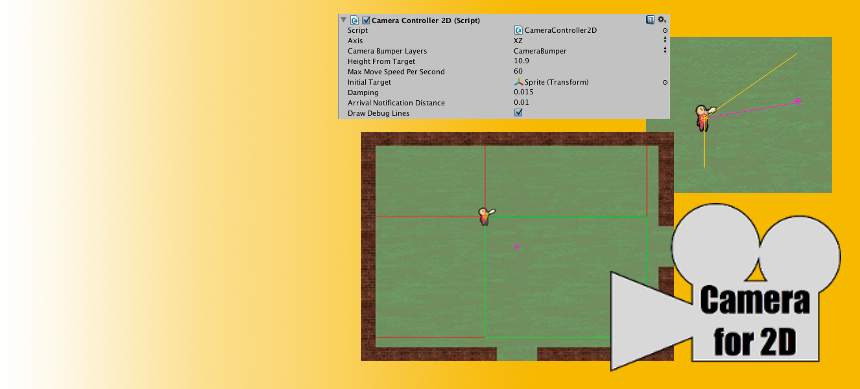 Camera Controller 2D (Script)
Script CameraController2D
Axis XZ
Camera Bumper Layers CameraBumper
Height From Target 10.9
Max Move Speed Per Second 60
Initial Target Sprite (Transform)
Damping 0.015
Arrival Notification Distance 0.01
Draw Debug Lines
Camera
for 2D